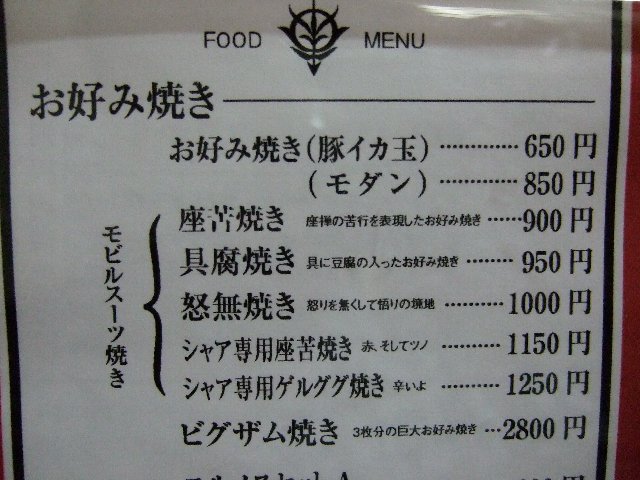 FOOD MENU
お好み焼き
お好み焼き(豚イカ玉)············650円
(モダン)············850円
モビルスーツ焼き
座苦焼き 座禅の苦行を表現したお好み焼き······900円
具腐焼き 具に豆腐の入ったお好み焼き········950円
怒無焼き 怒りを無くして悟りの境地··········1000円
シャア専用座苦焼き 赤、そしてツノ··········1150円
シャア専用ゲルググ焼き 辛いよ··········1250円
ビグザム焼き 3枚分の巨大お好み焼き···2800円